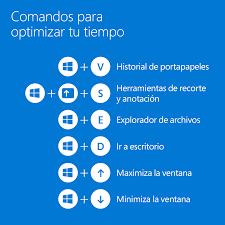 Comandos para
optimizar tu tiempo
+ V Historial de portapapeles
+ + S Herramientas de recorte
y anotación
+ E Explorador de archivos
+ D Ir a escritorio
+ ↑ Maximiza la ventana
+ ↓ Minimiza la ventana